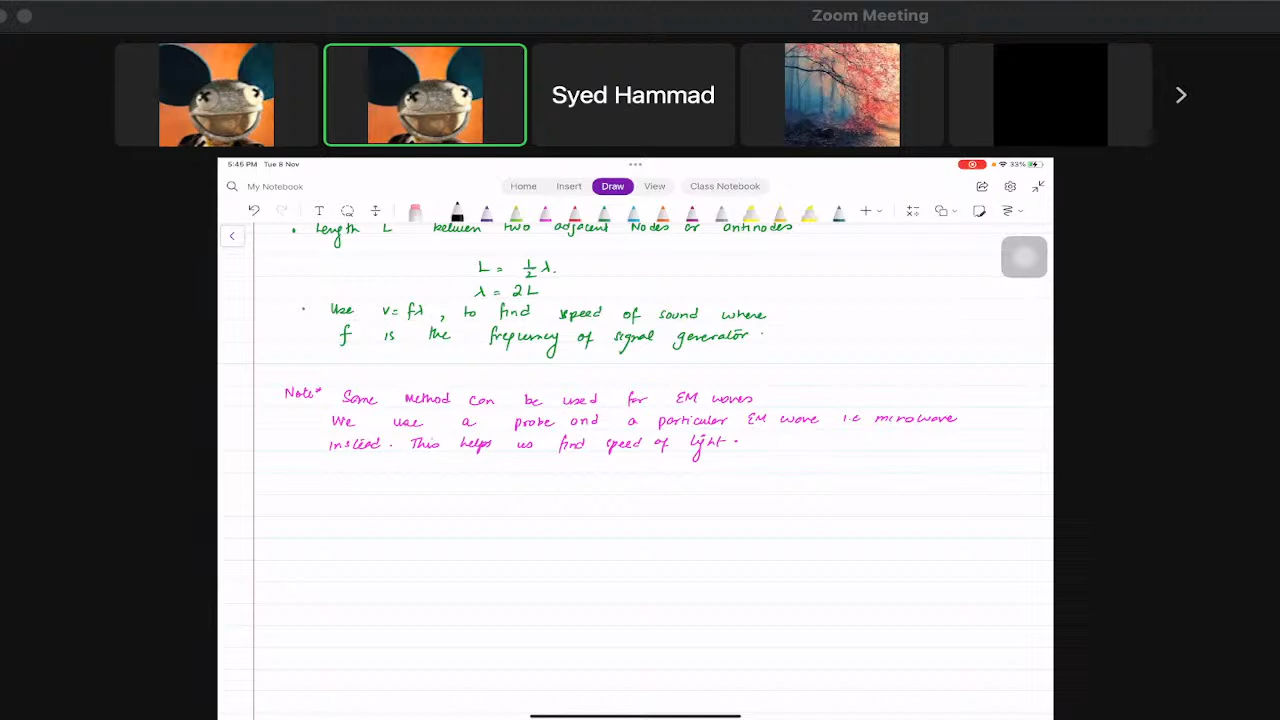 Zoom Meeting
Syed Hammad
5:45 PM Tue 8 Nov
33%
My Notebook
Home Insert Draw View Class Notebook
T
• Length L between two adjacent Nodes or antinodes
L = 1/2 λ.
λ = 2L
• Use v = fλ, to find speed of sound where
f is the frequency of signal generator.
Note* Same method can be used for EM waves
We use a probe and a particular EM wave i.e microwave
instead. This helps us find speed of light.